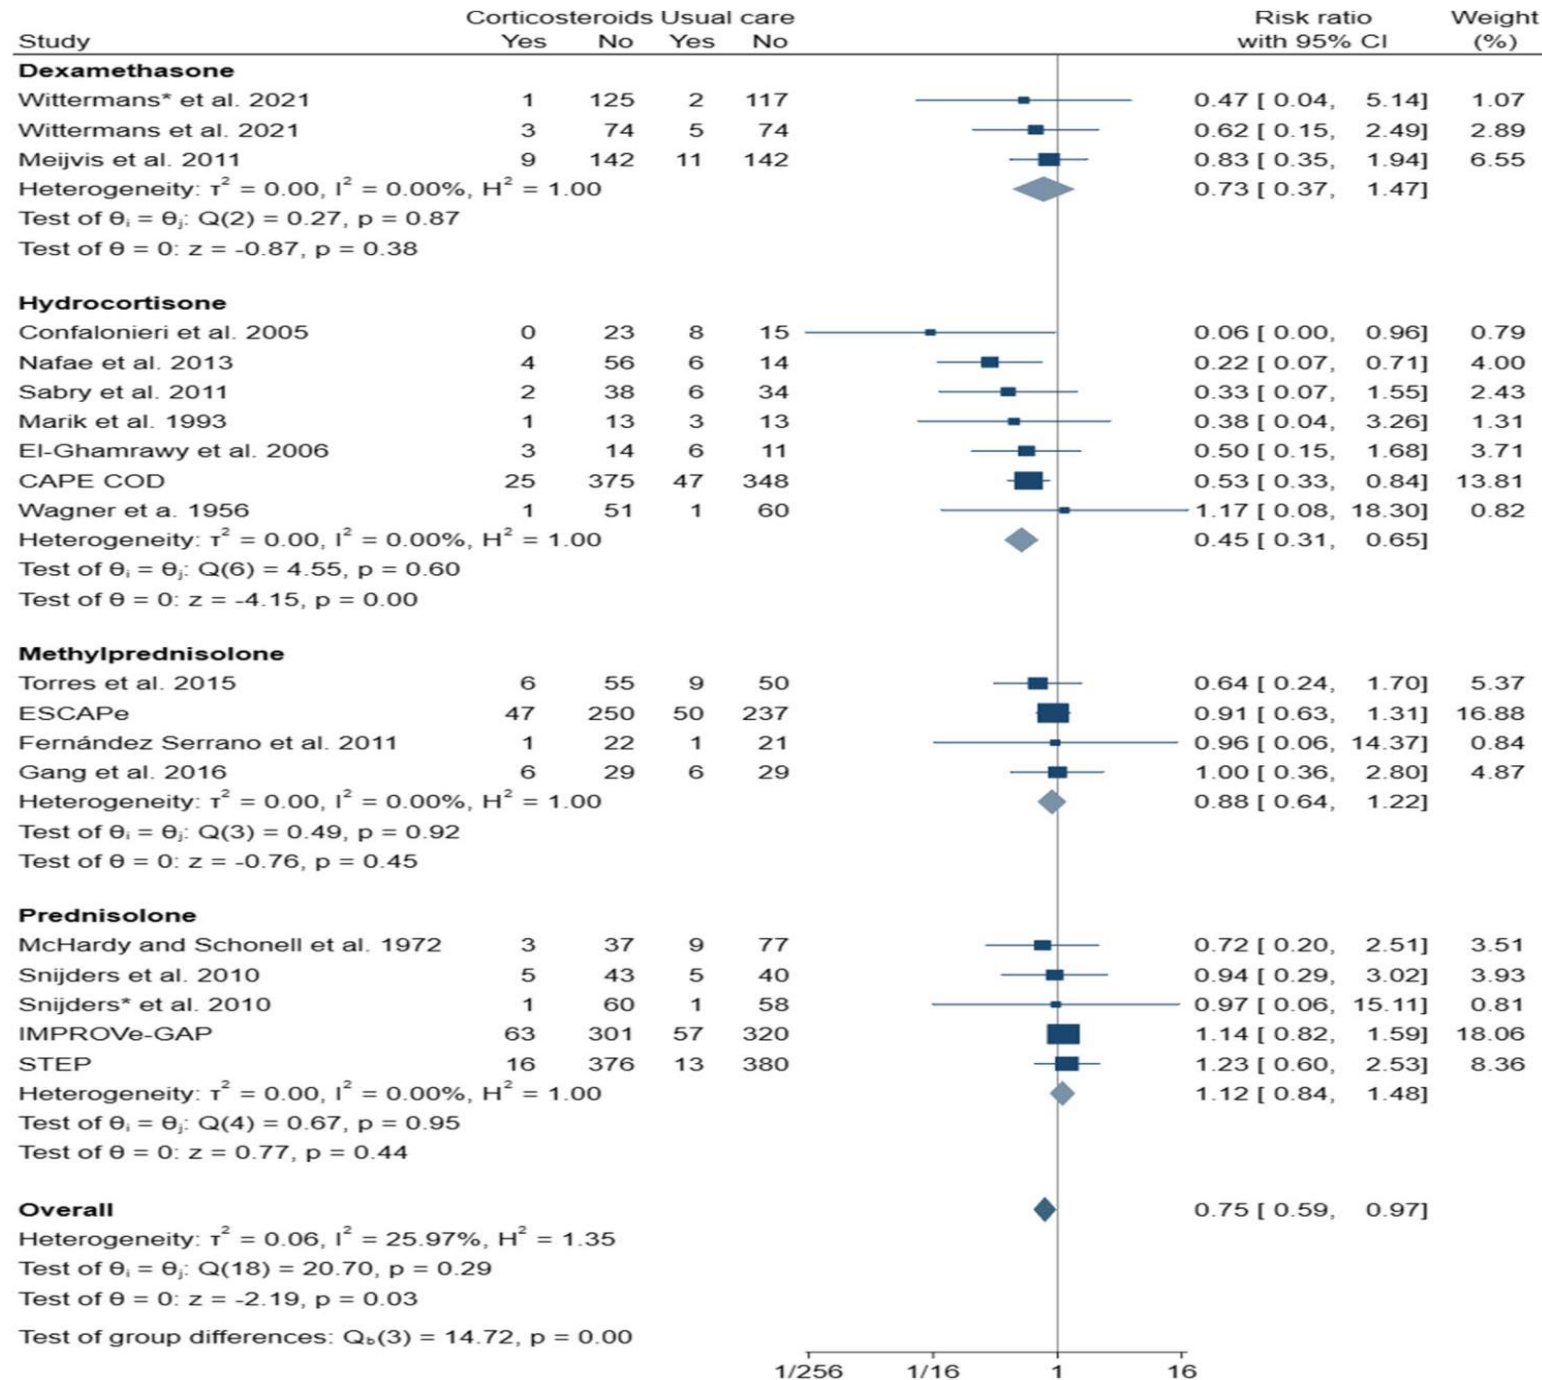 Corticosteroids Usual care Risk ratio Weight
Study Yes No Yes No with 95% CI (%)
Dexamethasone
Wittermans* et al. 2021 1 125 2 117 0.47 [ 0.04, 5.14] 1.07
Wittermans et al. 2021 3 74 5 74 0.62 [ 0.15, 2.49] 2.89
Meijvis et al. 2011 9 142 11 142 0.83 [ 0.35, 1.94] 6.55
Heterogeneity: τ² = 0.00, I² = 0.00%, H² = 1.00 0.73 [ 0.37, 1.47]
Test of θᵢ = θⱼ: Q(2) = 0.27, p = 0.87
Test of θ = 0: z = -0.87, p = 0.38
Hydrocortisone
Confalonieri et al. 2005 0 23 8 15 0.06 [ 0.00, 0.96] 0.79
Nafae et al. 2013 4 56 6 14 0.22 [ 0.07, 0.71] 4.00
Sabry et al. 2011 2 38 6 34 0.33 [ 0.07, 1.55] 2.43
Marik et al. 1993 1 13 3 13 0.38 [ 0.04, 3.26] 1.31
El-Ghamrawy et al. 2006 3 14 6 11 0.50 [ 0.15, 1.68] 3.71
CAPE COD 25 375 47 348 0.53 [ 0.33, 0.84] 13.81
Wagner et a. 1956 1 51 1 60 1.17 [ 0.08, 18.30] 0.82
Heterogeneity: τ² = 0.00, I² = 0.00%, H² = 1.00 0.45 [ 0.31, 0.65]
Test of θᵢ = θⱼ: Q(6) = 4.55, p = 0.60
Test of θ = 0: z = -4.15, p = 0.00
Methylprednisolone
Torres et al. 2015 6 55 9 50 0.64 [ 0.24, 1.70] 5.37
ESCAPe 47 250 50 237 0.91 [ 0.63, 1.31] 16.88
Fernández Serrano et al. 2011 1 22 1 21 0.96 [ 0.06, 14.37] 0.84
Gang et al. 2016 6 29 6 29 1.00 [ 0.36, 2.80] 4.87
Heterogeneity: τ² = 0.00, I² = 0.00%, H² = 1.00 0.88 [ 0.64, 1.22]
Test of θᵢ = θⱼ: Q(3) = 0.49, p = 0.92
Test of θ = 0: z = -0.76, p = 0.45
Prednisolone
McHardy and Schonell et al. 1972 3 37 9 77 0.72 [ 0.20, 2.51] 3.51
Snijders et al. 2010 5 43 5 40 0.94 [ 0.29, 3.02] 3.93
Snijders* et al. 2010 1 60 1 58 0.97 [ 0.06, 15.11] 0.81
IMPROVe-GAP 63 301 57 320 1.14 [ 0.82, 1.59] 18.06
STEP 16 376 13 380 1.23 [ 0.60, 2.53] 8.36
Heterogeneity: τ² = 0.00, I² = 0.00%, H² = 1.00 1.12 [ 0.84, 1.48]
Test of θᵢ = θⱼ: Q(4) = 0.67, p = 0.95
Test of θ = 0: z = 0.77, p = 0.44
Overall 0.75 [ 0.59, 0.97]
Heterogeneity: τ² = 0.06, I² = 25.97%, H² = 1.35
Test of θᵢ = θⱼ: Q(18) = 20.70, p = 0.29
Test of θ = 0: z = -2.19, p = 0.03
Test of group differences: Q_b(3) = 14.72, p = 0.00
1/256 1/16 1 16